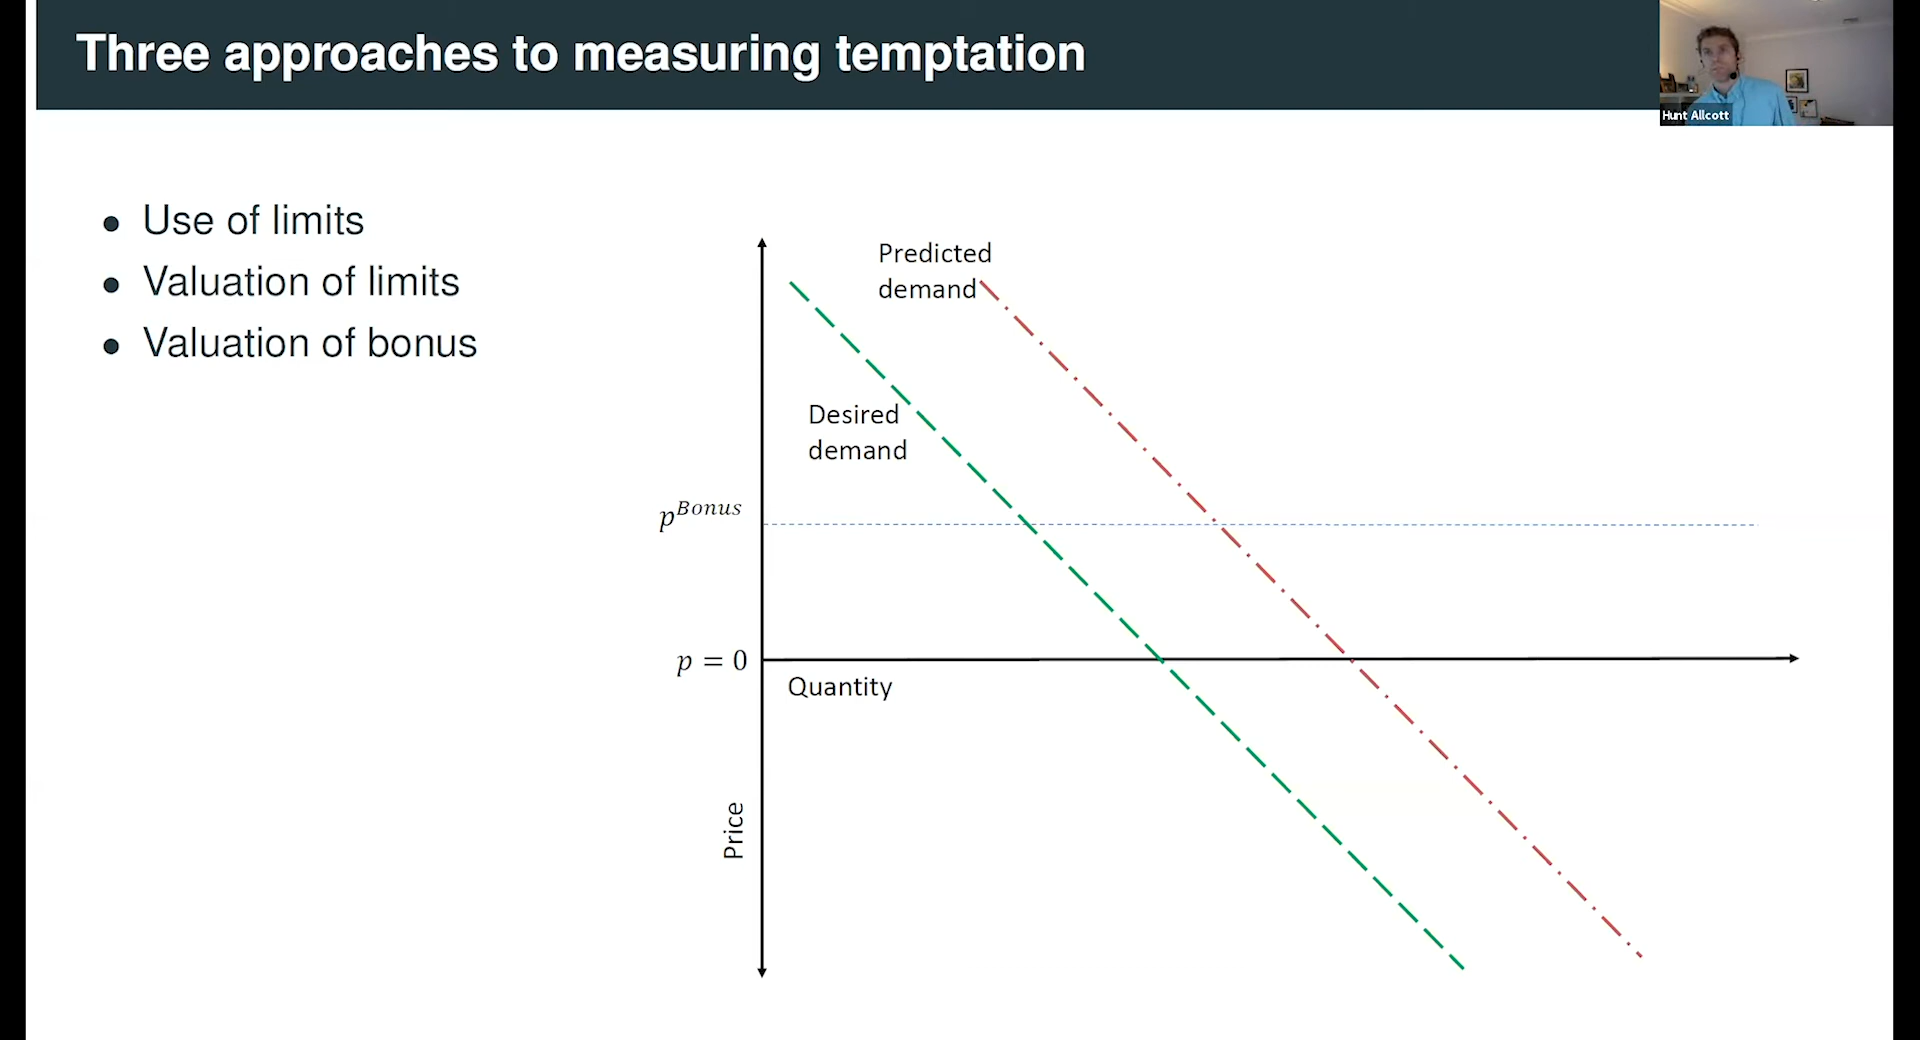 Three approaches to measuring temptation
Hunt Allcott
• Use of limits
• Valuation of limits
• Valuation of bonus
Predicted
demand
Desired
demand
p^Bonus
p = 0
Quantity
Price